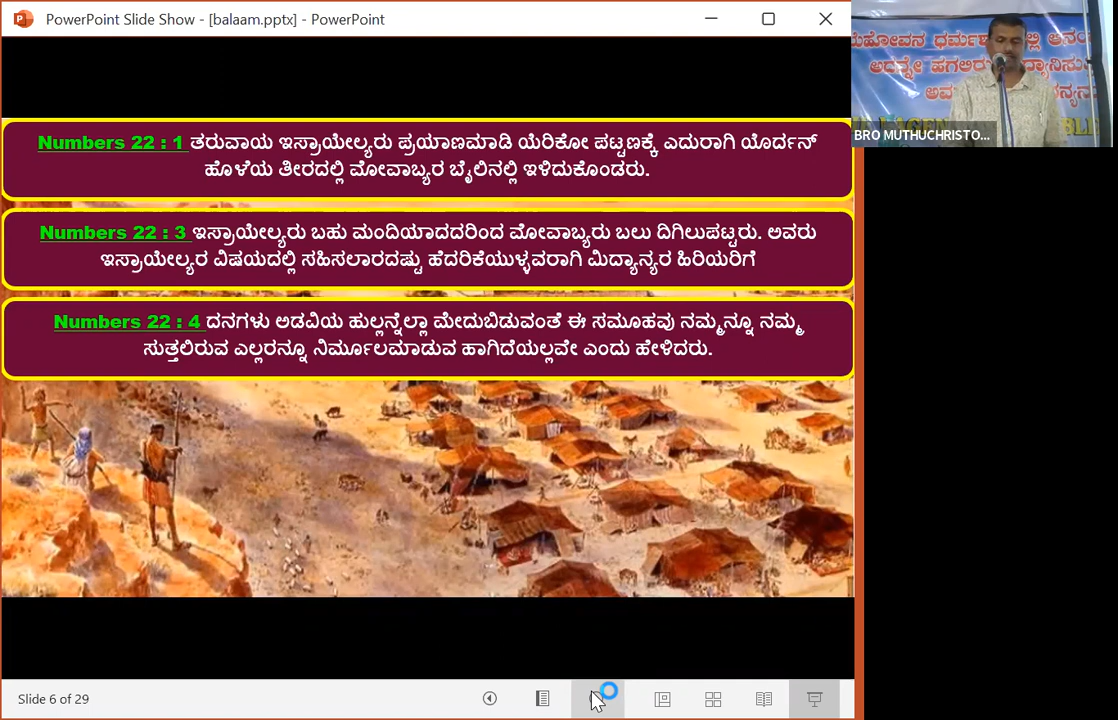 PowerPoint Slide Show - [balaam.pptx] - PowerPoint
Numbers 22 : 1 ತರುವಾಯ ಇಸ್ರಾಯೇಲ್ಯರು ಪ್ರಯಾಣಮಾಡಿ ಯೆರಿಕೋ ಪಟ್ಟಣಕ್ಕೆ ಎದುರಾಗಿ ಯೊರ್ದನ್
ಹೊಳೆಯ ತೀರದಲ್ಲಿ ಮೋವಾಬ್ಯರ ಬೈಲಿನಲ್ಲಿ ಇಳಿದುಕೊಂಡರು.
Numbers 22 : 3 ಇಸ್ರಾಯೇಲ್ಯರು ಬಹು ಮಂದಿಯಾದದರಿಂದ ಮೋವಾಬ್ಯರು ಬಲು ದಿಗಿಲುಪಟ್ಟರು. ಅವರು
ಇಸ್ರಾಯೇಲ್ಯರ ವಿಷಯದಲ್ಲಿ ಸಹಿಸಲಾರದಷ್ಟು ಹೆದರಿಕೆಯುಳ್ಳವರಾಗಿ ಮಿದ್ಯಾನ್ಯರ ಹಿರಿಯರಿಗೆ
Numbers 22 : 4 ದನಗಳು ಅಡವಿಯ ಹುಲ್ಲನ್ನೆಲ್ಲಾ ಮೇದುಬಿಡುವಂತೆ ಈ ಸಮೂಹವು ನಮ್ಮನ್ನೂ ನಮ್ಮ
ಸುತ್ತಲಿರುವ ಎಲ್ಲರನ್ನೂ ನಿರ್ಮೂಲಮಾಡುವ ಹಾಗಿದೆಯಲ್ಲವೇ ಎಂದು ಹೇಳಿದರು.
Slide 6 of 29
BRO MUTHUCHRISTO...